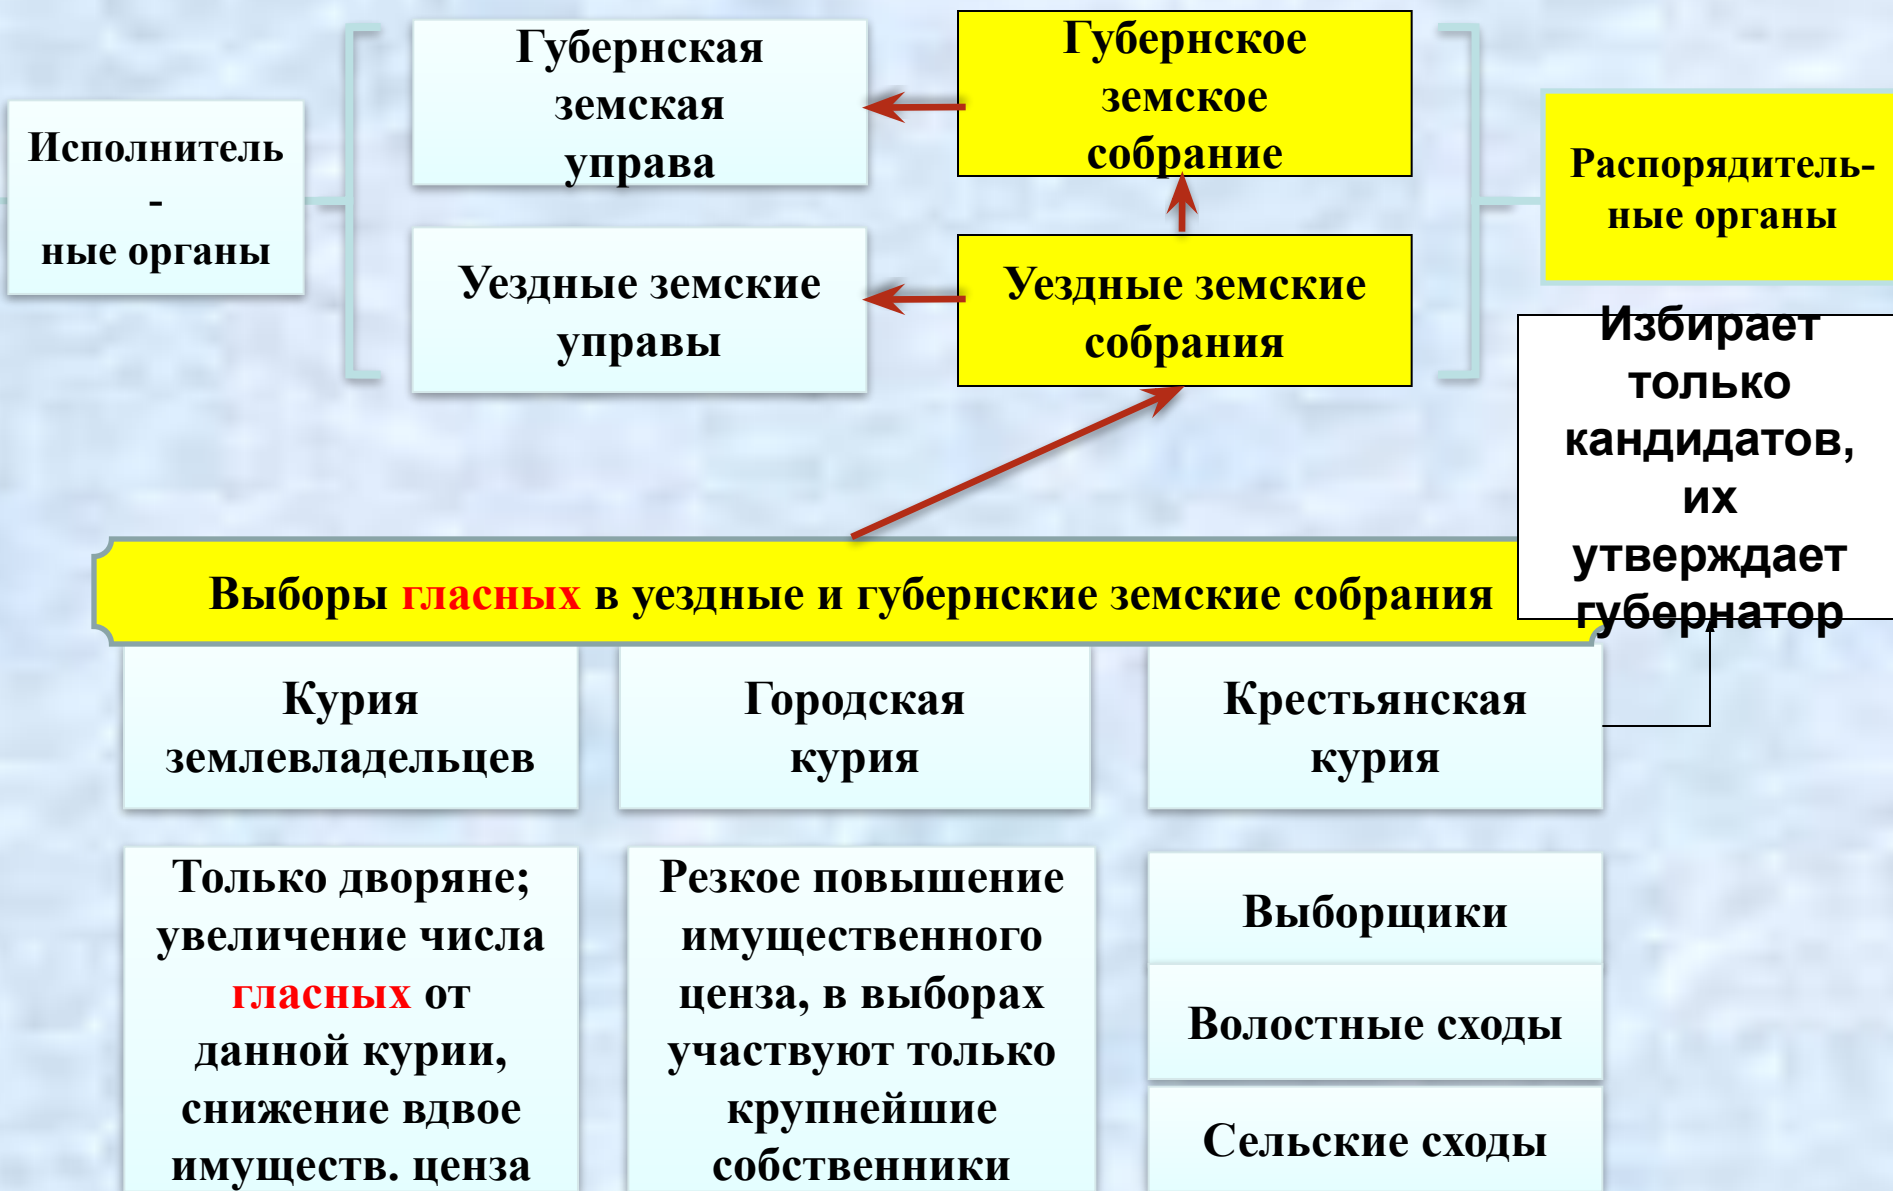 Губернская
земская
управа
Губернское
земское
собрание
Исполнитель
-
ные органы
Распорядитель-
ные органы
Уездные земские
управы
Уездные земские
собрания
Избирает
только
кандидатов,
их
утверждает
губернатор
Выборы гласных в уездные и губернские земские собрания
Курия
землевладельцев
Городская
курия
Крестьянская
курия
Только дворяне;
увеличение числа
гласных от
данной курии,
снижение вдвое
имуществ. ценза
Резкое повышение
имущественного
ценза, в выборах
участвуют только
крупнейшие
собственники
Выборщики
Волостные сходы
Сельские сходы